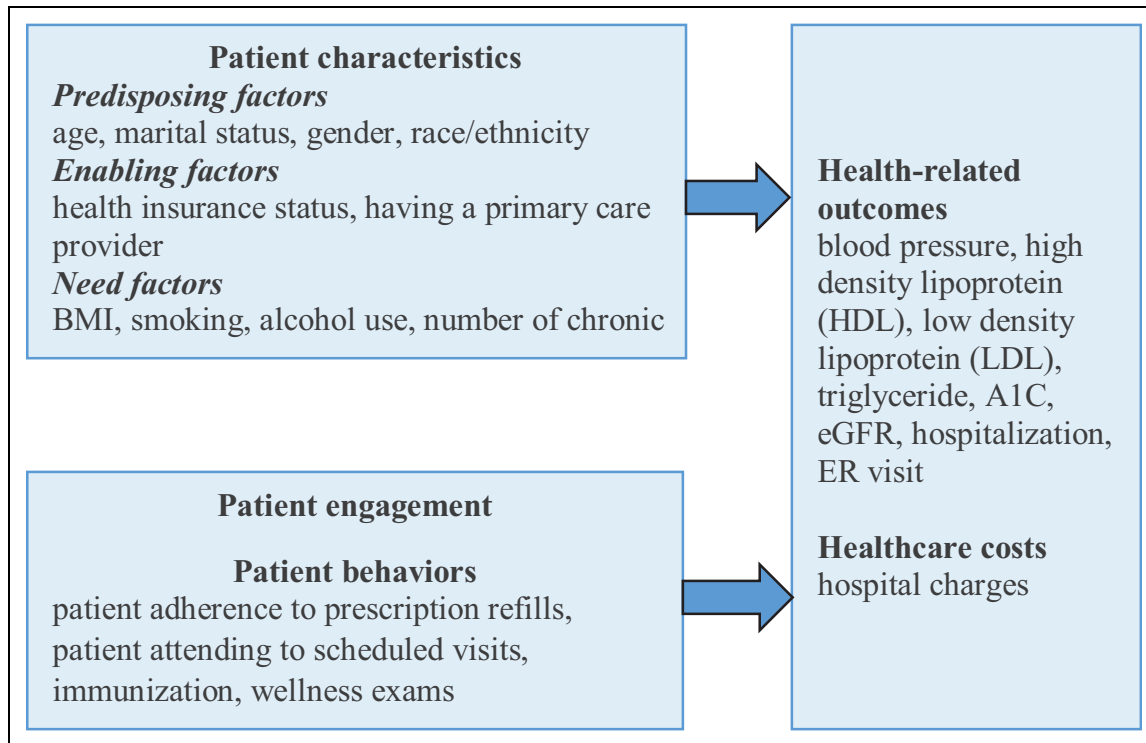 Patient characteristics
Predisposing factors
age, marital status, gender, race/ethnicity
Enabling factors
health insurance status, having a primary care
provider
Need factors
BMI, smoking, alcohol use, number of chronic
Patient engagement
Patient behaviors
patient adherence to prescription refills,
patient attending to scheduled visits,
immunization, wellness exams
Health-related
outcomes
blood pressure, high
density lipoprotein
(HDL), low density
lipoprotein (LDL),
triglyceride, A1C,
eGFR, hospitalization,
ER visit
Healthcare costs
hospital charges